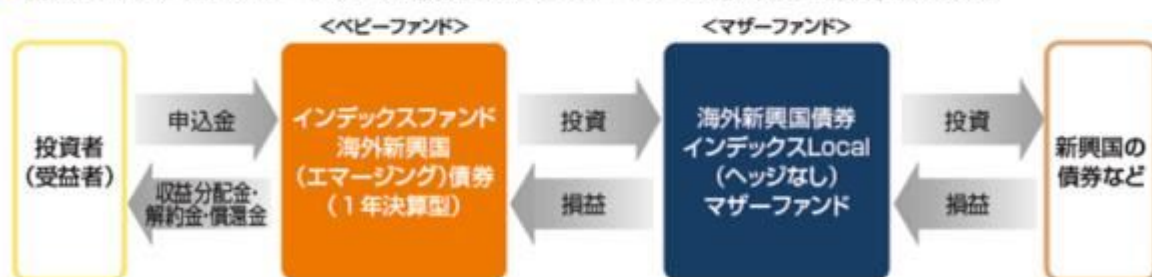 <ベビーファンド>
<マザーファンド>
投資者
(受益者)
申込金
収益分配金・
解約金・償還金
インデックスファンド
海外新興国
(エマージング)債券
(1年決算型)
投資
損益
海外新興国債券
インデックスLocal
(ヘッジなし)
マザーファンド
投資
損益
新興国の
債券など